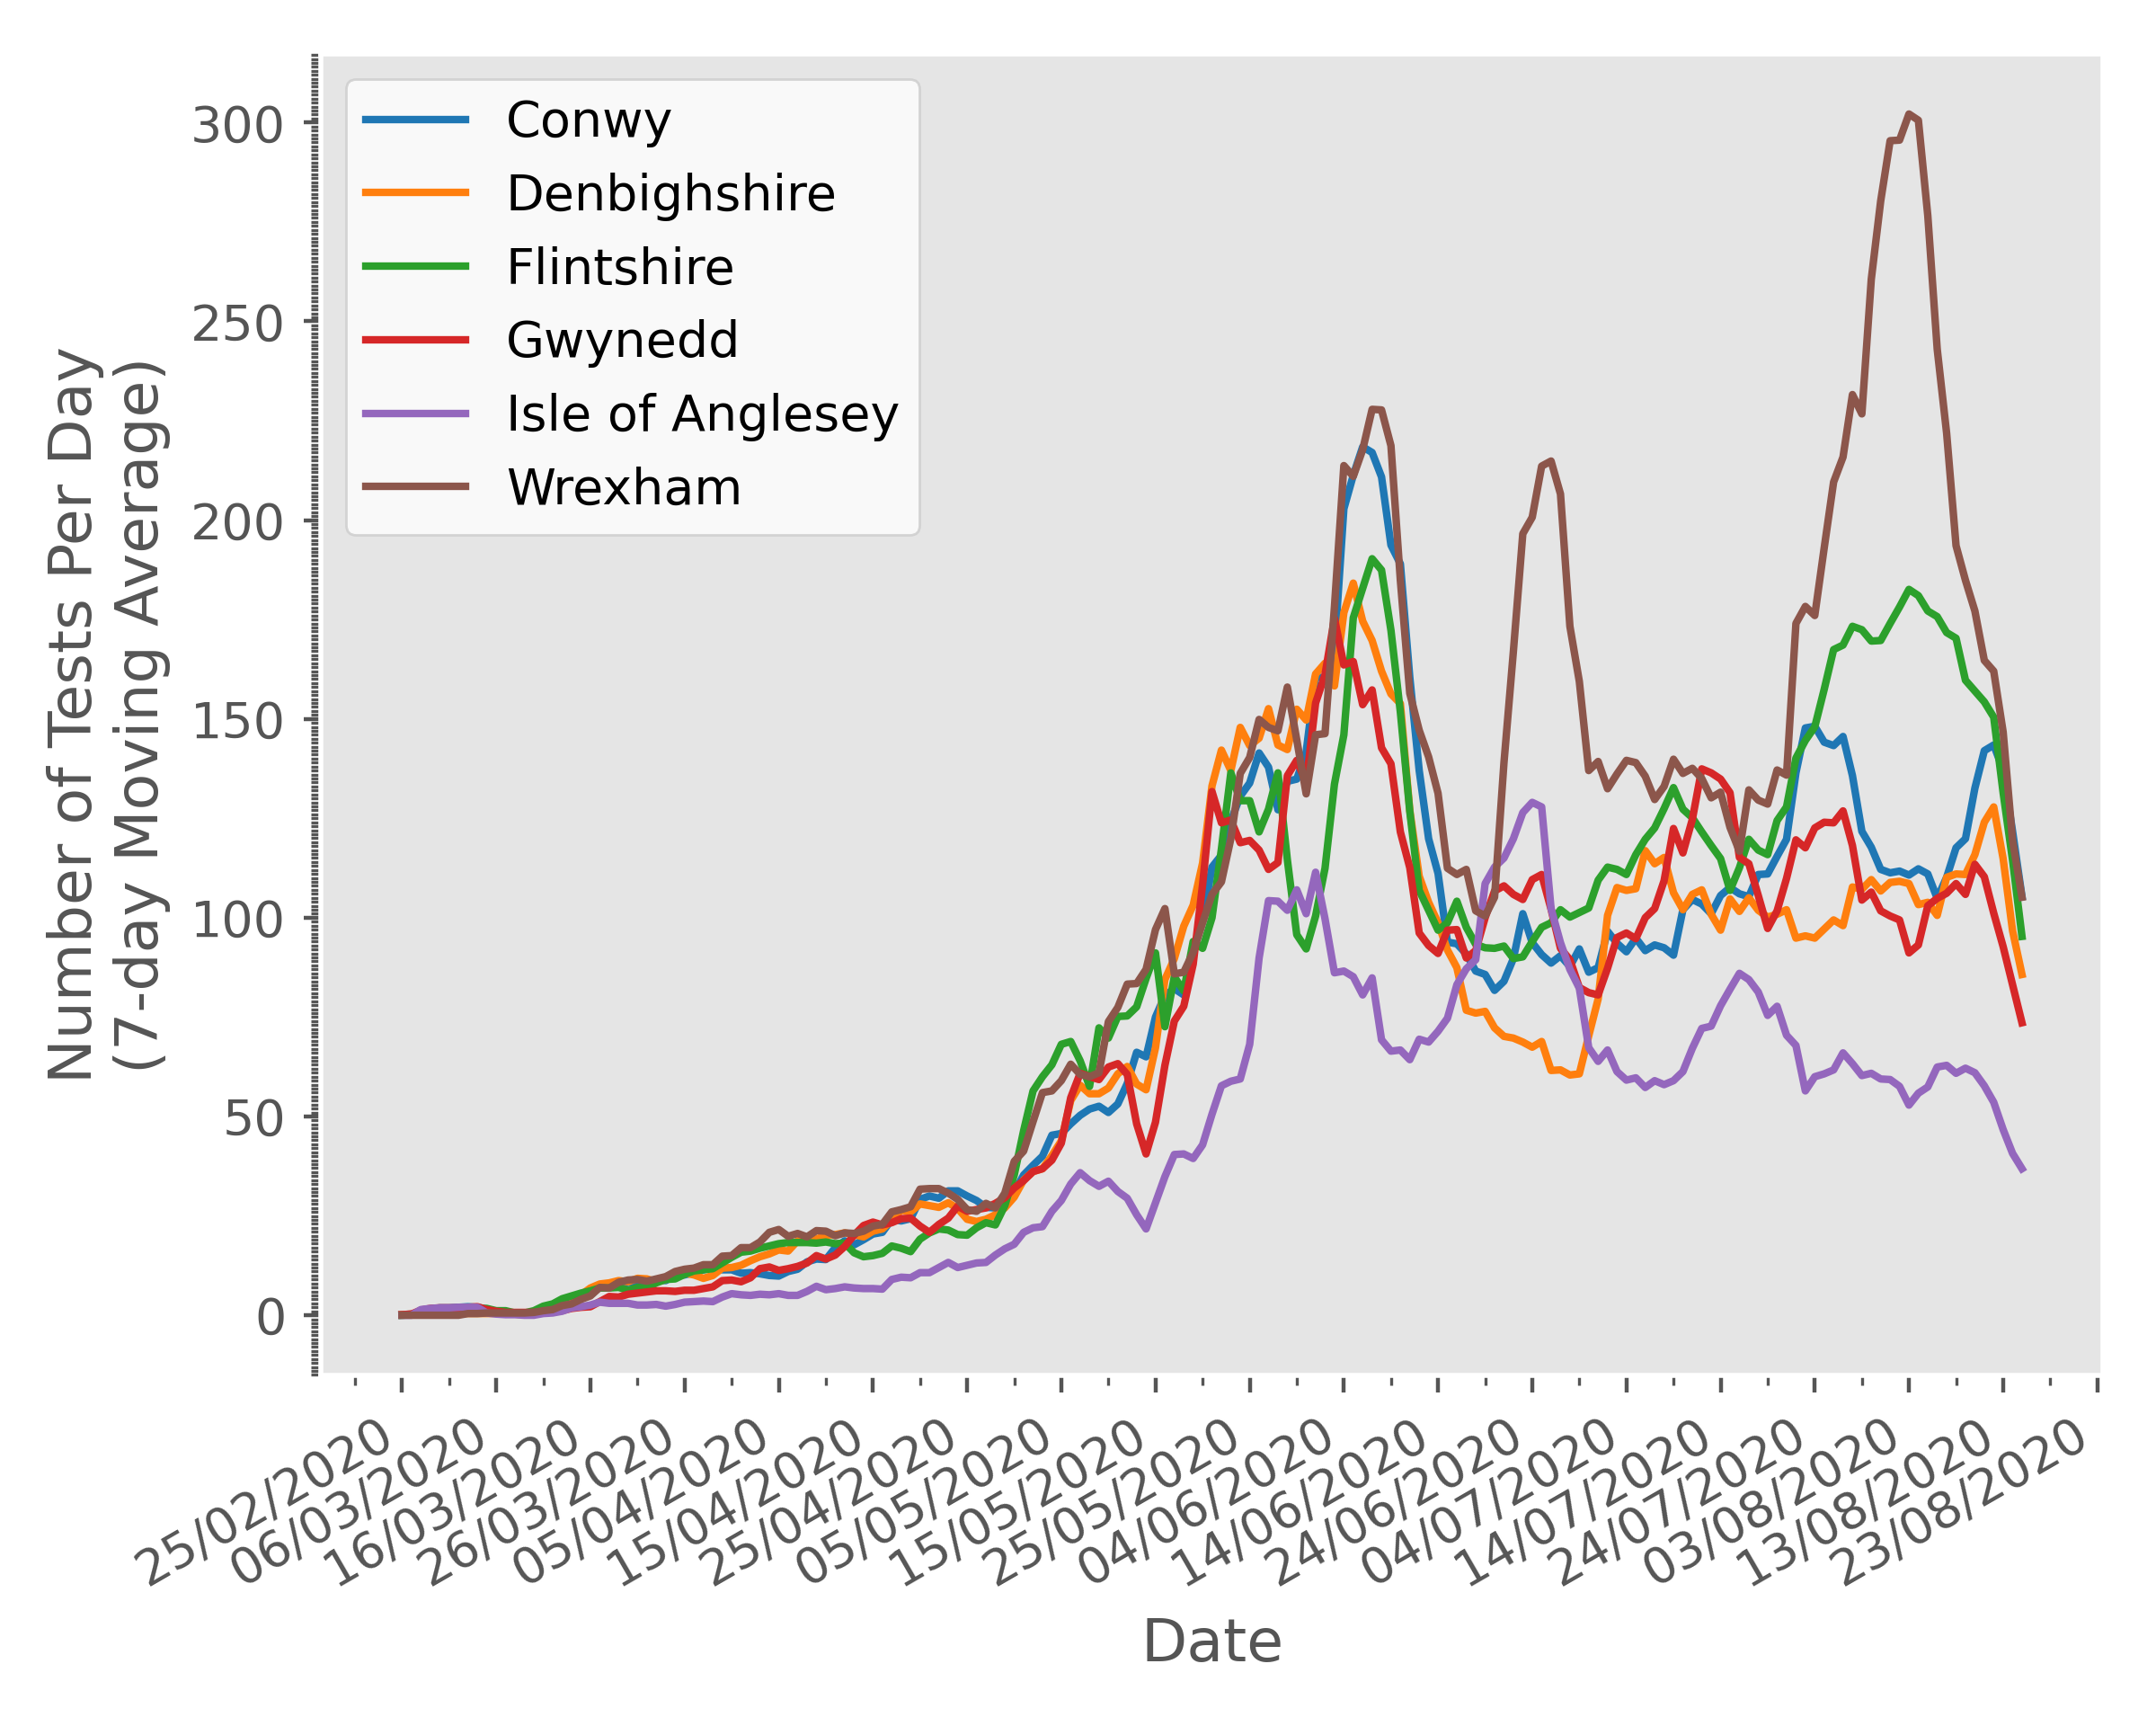 Number of Tests Per Day
(7-day Moving Average)
300
250
200
150
100
50
0
Conwy
Denbighshire
Flintshire
Gwynedd
Isle of Anglesey
Wrexham
25/02/2020
06/03/2020
16/03/2020
26/03/2020
05/04/2020
15/04/2020
25/04/2020
05/05/2020
15/05/2020
25/05/2020
04/06/2020
14/06/2020
24/06/2020
04/07/2020
14/07/2020
24/07/2020
03/08/2020
13/08/2020
23/08/2020
Date